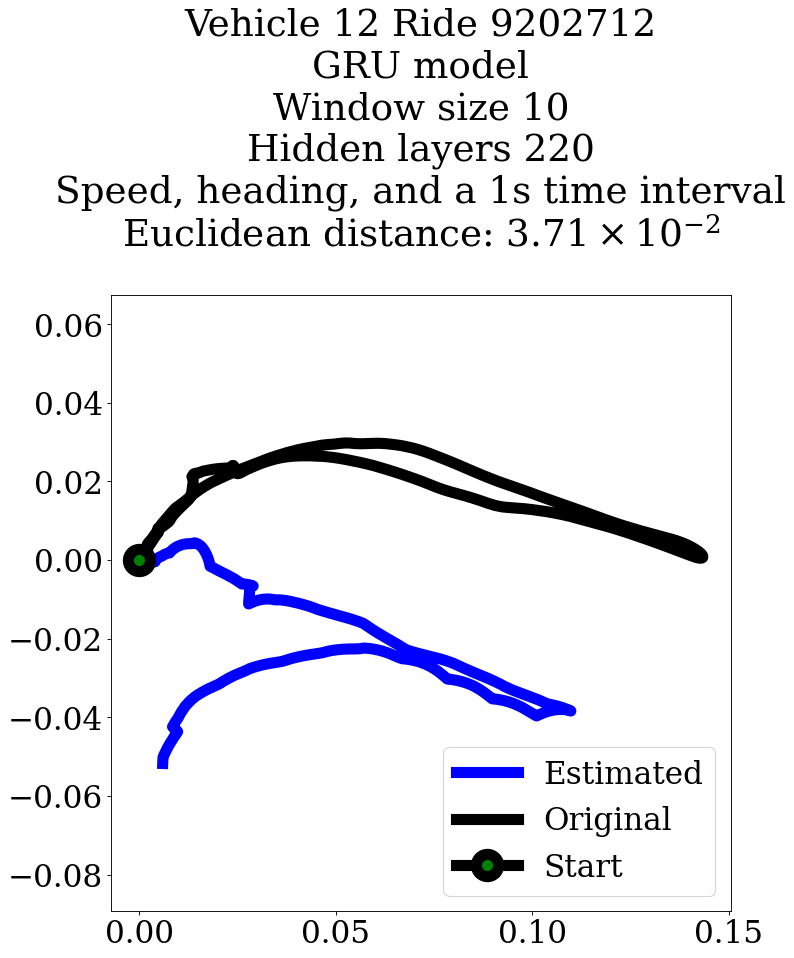 Vehicle 12 Ride 9202712
GRU model
Window size 10
Hidden layers 220
Speed, heading, and a 1s time interval
Euclidean distance: 3.71 × 10⁻²
0.06
0.04
0.02
0.00
−0.02
−0.04
−0.06
−0.08
Estimated
Original
Start
0.00 0.05 0.10 0.15